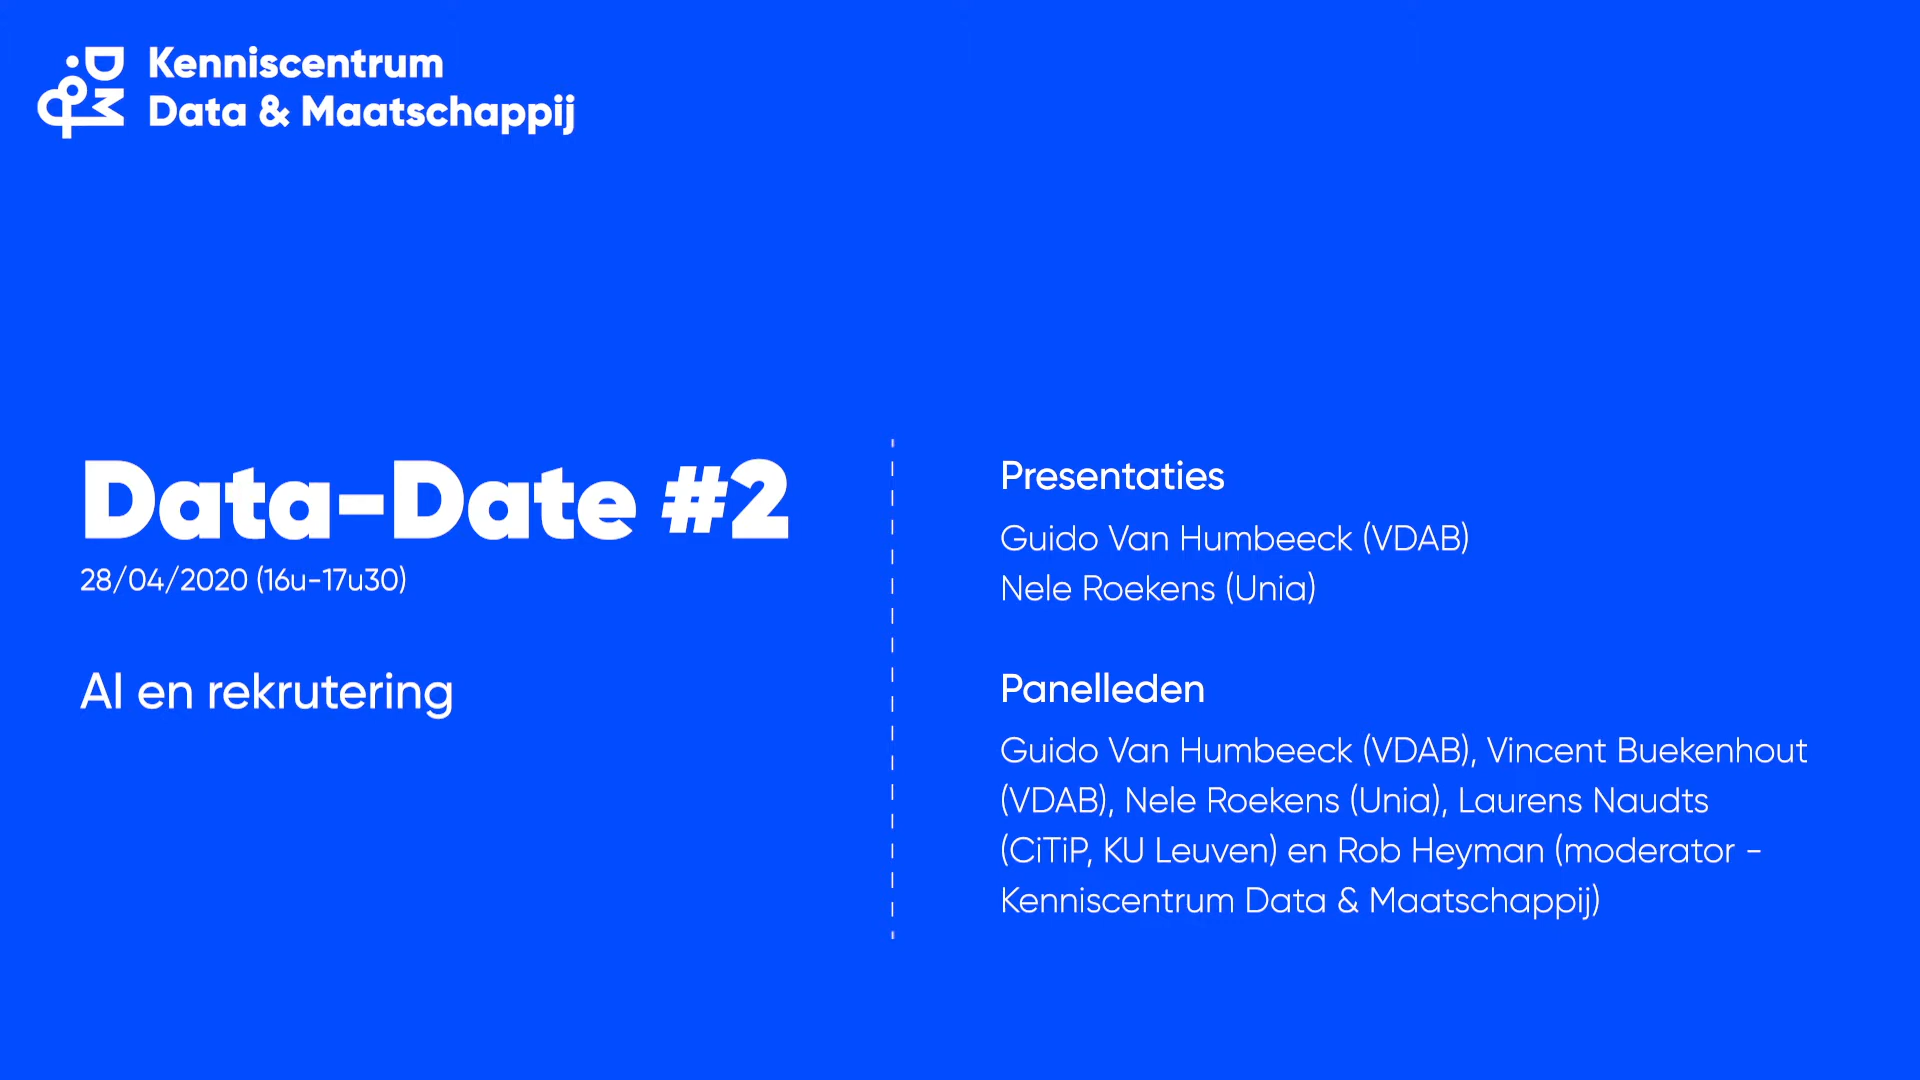 Kenniscentrum
Data & Maatschappij
Data-Date #2
28/04/2020 (16u-17u30)
AI en rekrutering
Presentaties
Guido Van Humbeeck (VDAB)
Nele Roekens (Unia)
Panelleden
Guido Van Humbeeck (VDAB), Vincent Buekenhout
(VDAB), Nele Roekens (Unia), Laurens Naudts
(CiTiP, KU Leuven) en Rob Heyman (moderator -
Kenniscentrum Data & Maatschappij)